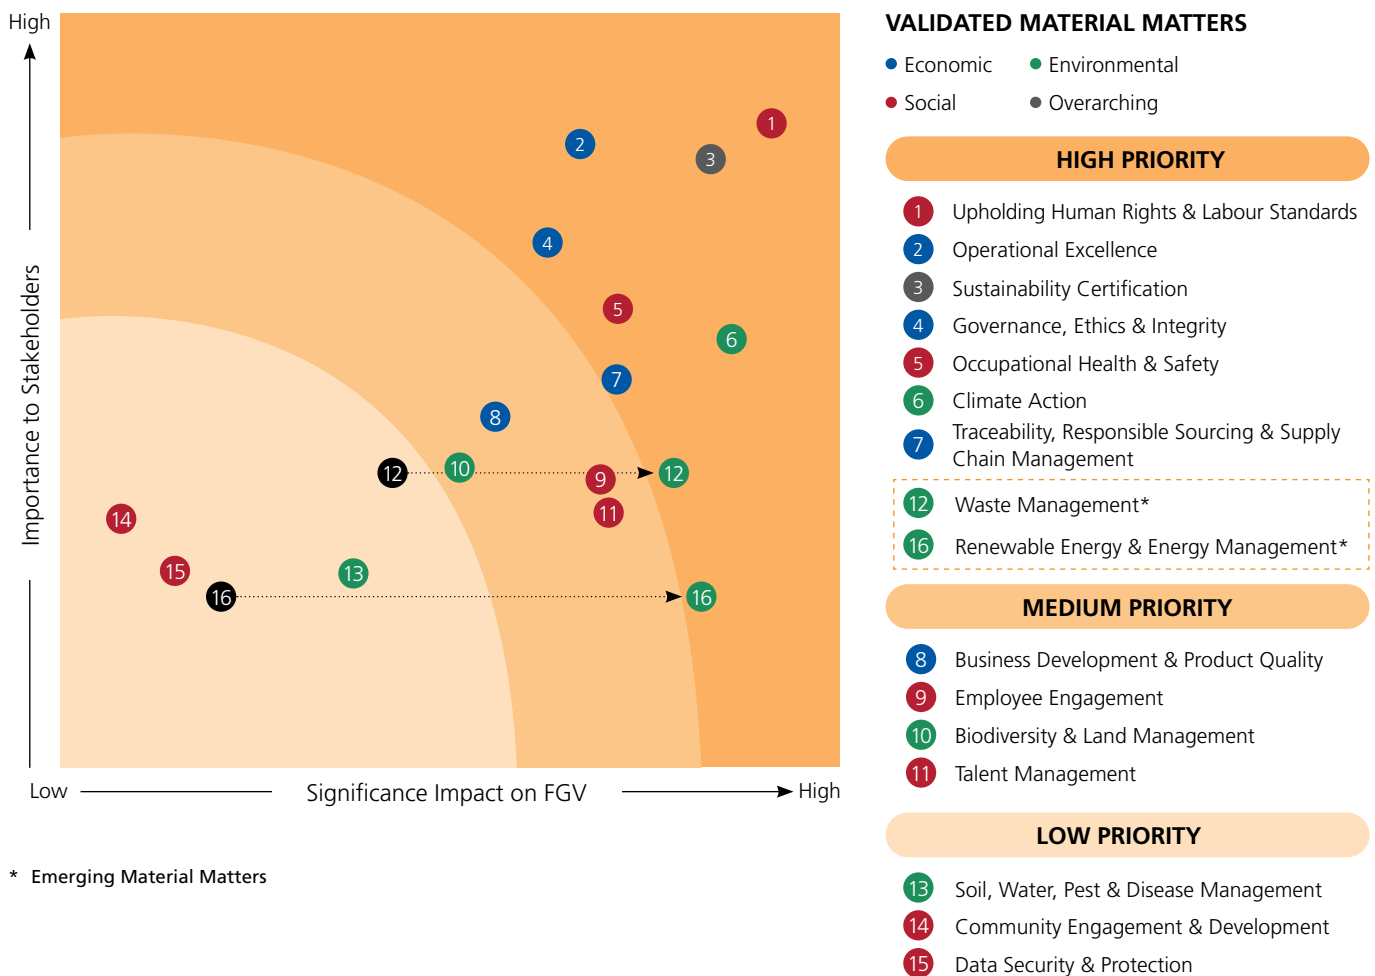 High
Importance to Stakeholders
1
2
3
4
5
6
7
8
10
12
9
12
11
14
15
13
16
16
Low
Significance Impact on FGV
High
* Emerging Material Matters
VALIDATED MATERIAL MATTERS
Economic
Environmental
Social
Overarching
HIGH PRIORITY
1 Upholding Human Rights & Labour Standards
2 Operational Excellence
3 Sustainability Certification
4 Governance, Ethics & Integrity
5 Occupational Health & Safety
6 Climate Action
7 Traceability, Responsible Sourcing & Supply
Chain Management
12 Waste Management*
16 Renewable Energy & Energy Management*
MEDIUM PRIORITY
8 Business Development & Product Quality
9 Employee Engagement
10 Biodiversity & Land Management
11 Talent Management
LOW PRIORITY
13 Soil, Water, Pest & Disease Management
14 Community Engagement & Development
15 Data Security & Protection